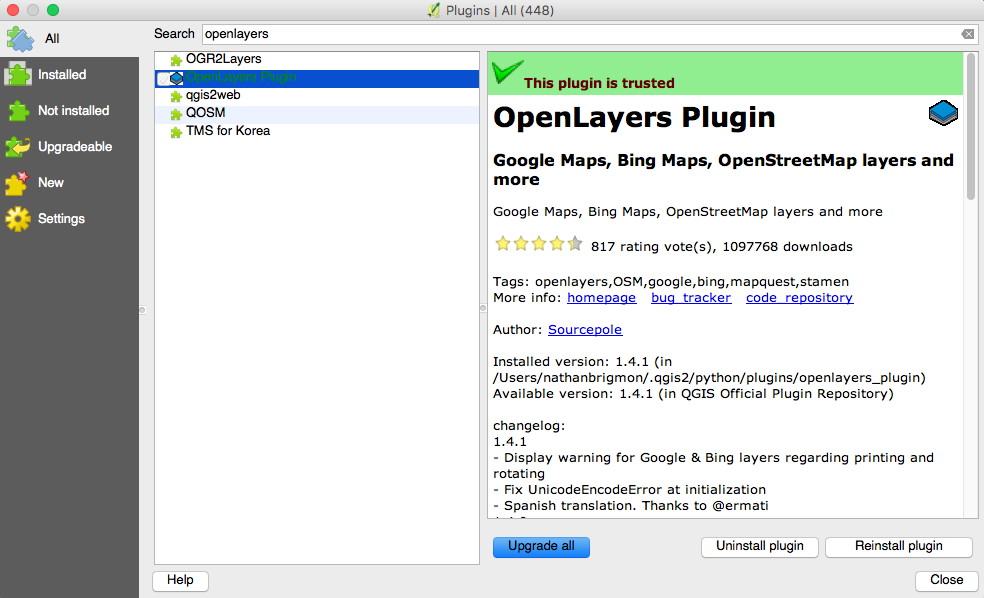 Plugins | All (448)
Search openlayers
All
Installed
Not installed
Upgradeable
New
Settings
OGR2Layers
OpenLayers Plugin
qgis2web
QOSM
TMS for Korea
This plugin is trusted
OpenLayers Plugin
Google Maps, Bing Maps, OpenStreetMap layers and
more
Google Maps, Bing Maps, OpenStreetMap layers and more
817 rating vote(s), 1097768 downloads
Tags: openlayers,OSM,google,bing,mapquest,stamen
More info: homepage bug_tracker code_repository
Author: Sourcepole
Installed version: 1.4.1 (in
/Users/nathanbrigmon/.qgis2/python/plugins/openlayers_plugin)
Available version: 1.4.1 (in QGIS Official Plugin Repository)
changelog:
1.4.1
- Display warning for Google & Bing layers regarding printing and
rotating
- Fix UnicodeEncodeError at initialization
- Spanish translation. Thanks to @ermati
Upgrade all
Uninstall plugin
Reinstall plugin
Help
Close